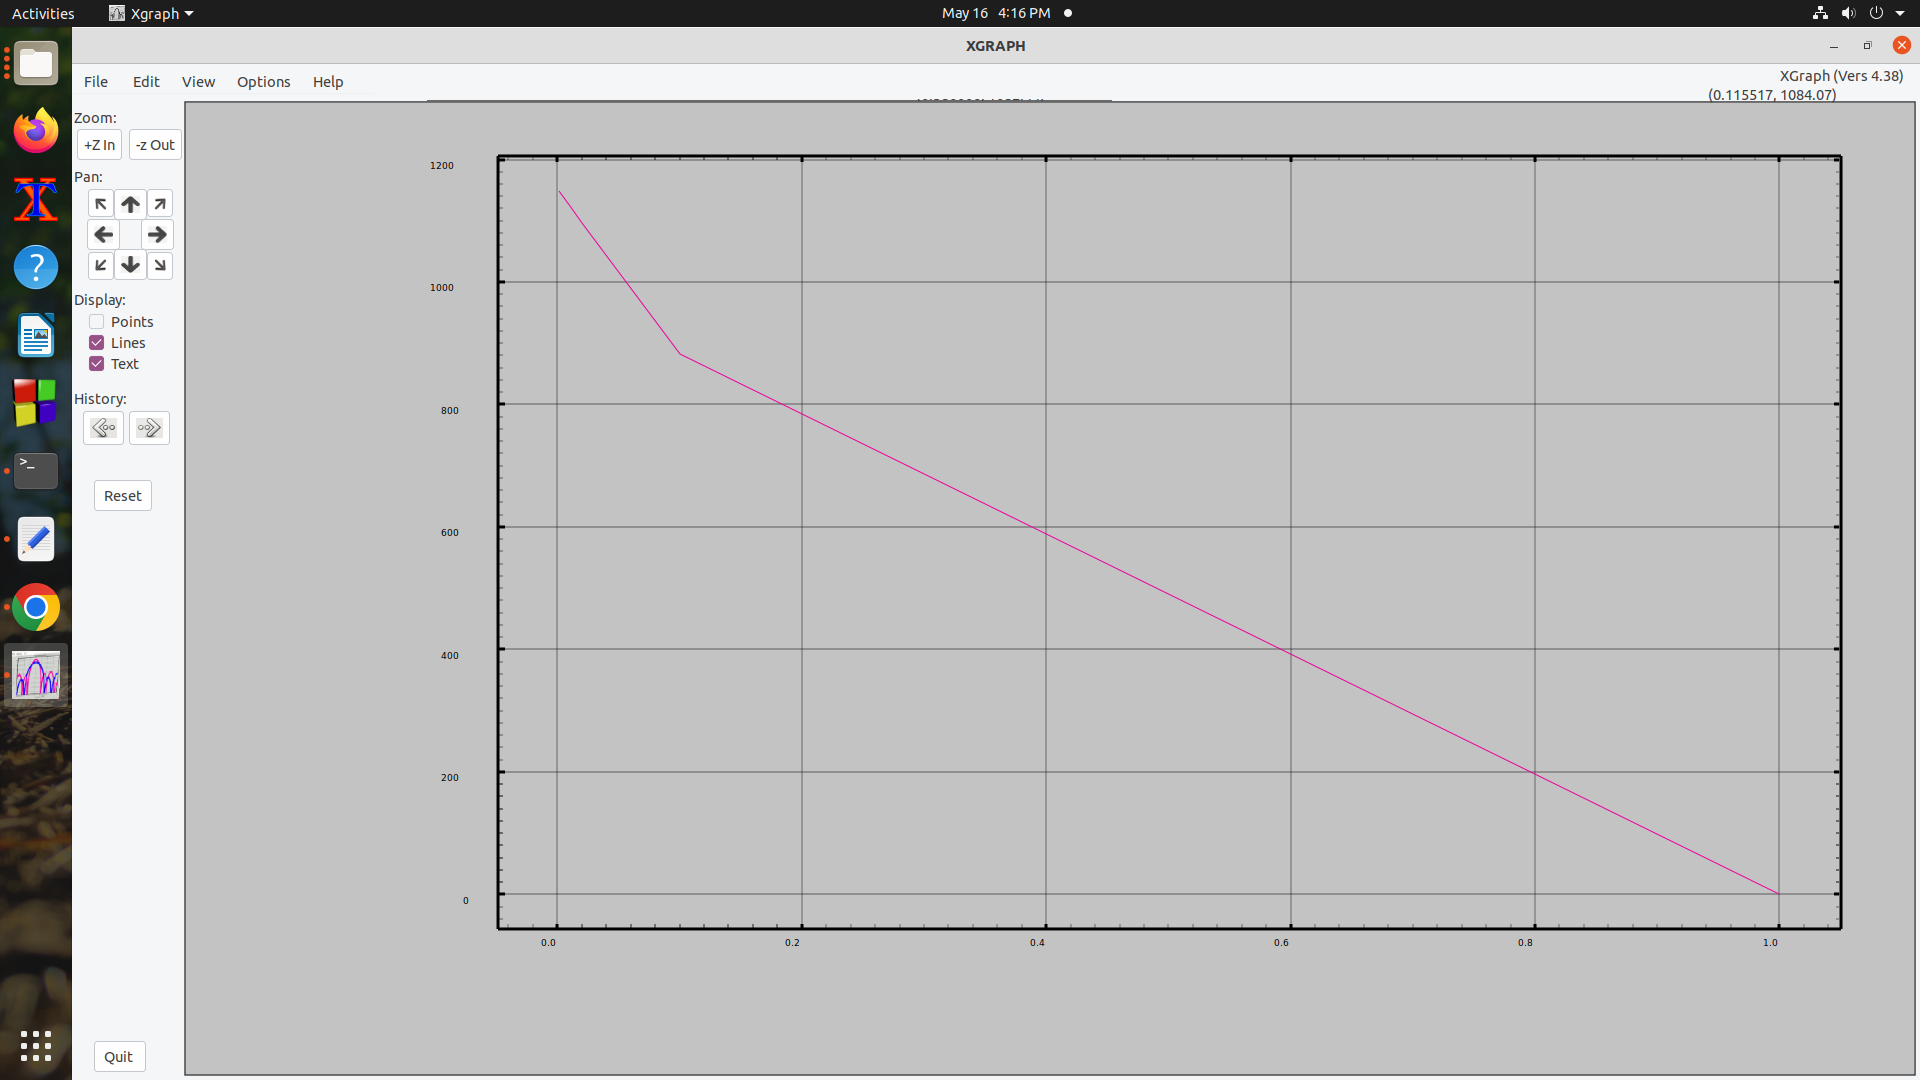 Activities
Xgraph
May 16 4:16 PM
XGRAPH
File Edit View Options Help
XGraph (Vers 4.38)
(0.115517, 1084.07)
Zoom:
+Z In
-z Out
Pan:
Display:
Points
Lines
Text
History:
Reset
Quit
1200
1000
800
600
400
200
0
0.0 0.2 0.4 0.6 0.8 1.0